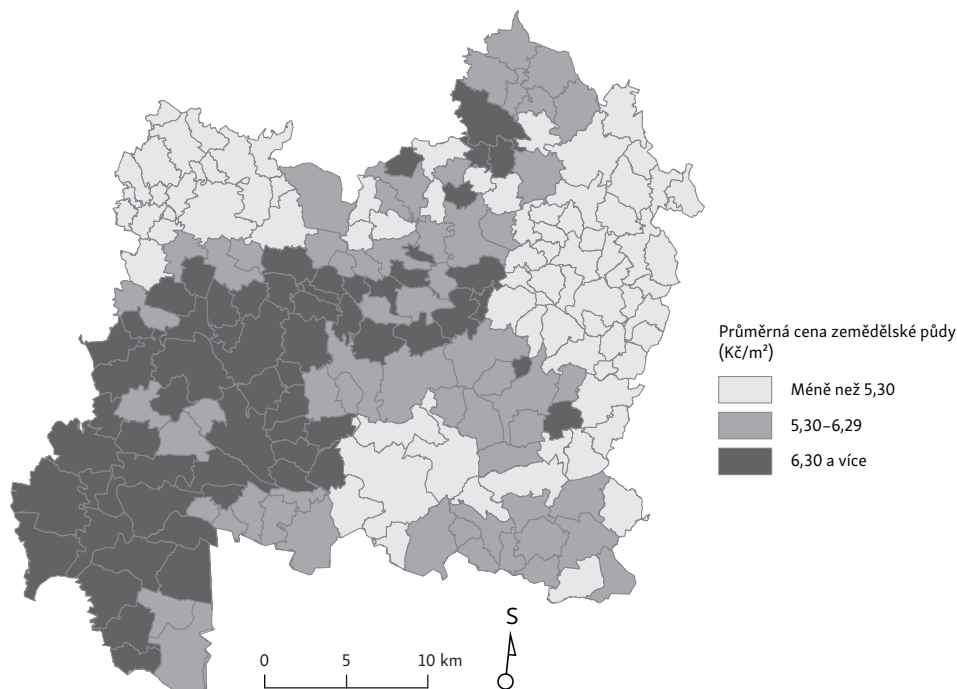 Průměrná cena zemědělské půdy
(Kč/m²)
Méně než 5,30
5,30–6,29
6,30 a více
S
0 5 10 km